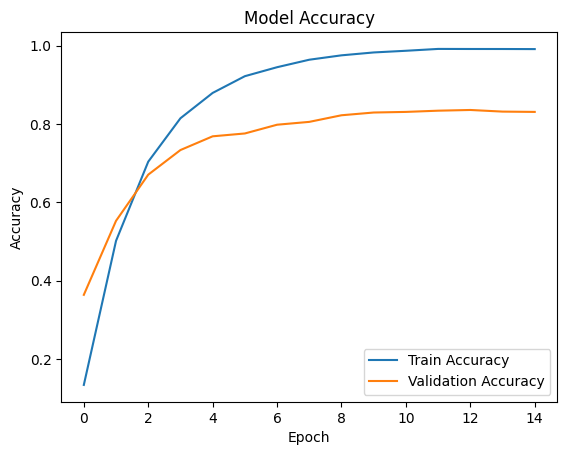 Model Accuracy
1.0
0.8
0.6
0.4
0.2
Accuracy
Train Accuracy
Validation Accuracy
0 2 4 6 8 10 12 14
Epoch